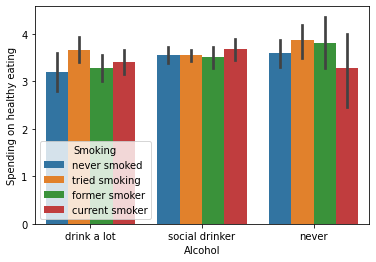 4
3
2
1
0
Spending on healthy eating
Smoking
never smoked
tried smoking
former smoker
current smoker
drink a lot
social drinker
never
Alcohol